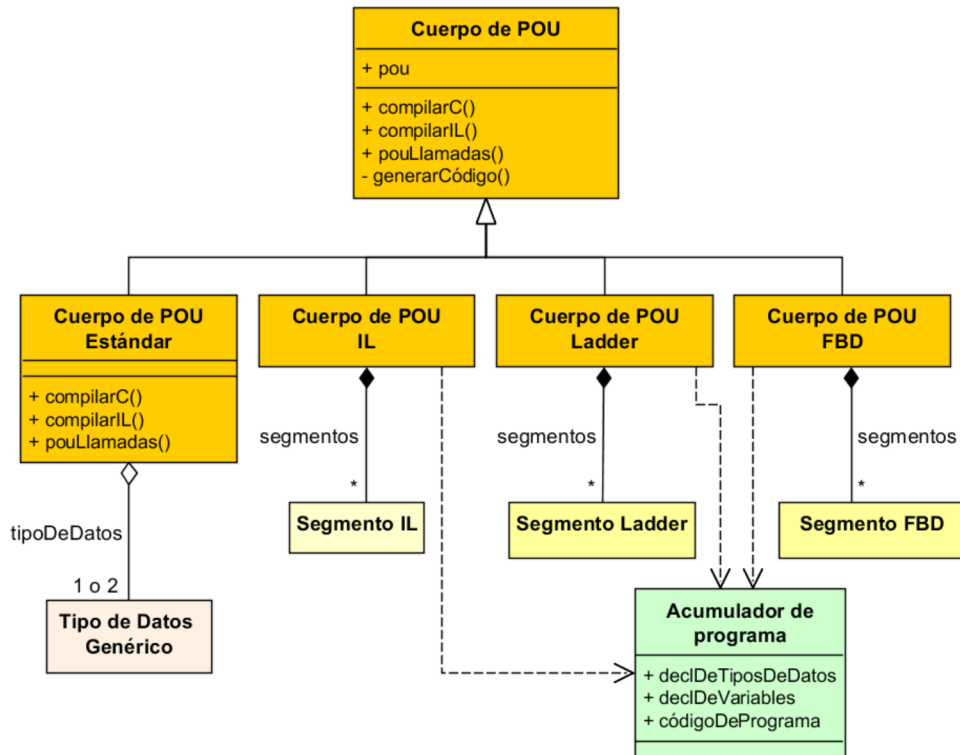 Cuerpo de POU
+ pou
+ compilarC()
+ compilarIL()
+ pouLlamadas()
- generarCódigo()
Cuerpo de POU
Estándar
+ compilarC()
+ compilarIL()
+ pouLlamadas()
Cuerpo de POU
IL
Cuerpo de POU
Ladder
Cuerpo de POU
FBD
segmentos
*
segmentos
*
segmentos
*
Segmento IL
Segmento Ladder
Segmento FBD
tipoDeDatos
1 o 2
Tipo de Datos
Genérico
Acumulador de
programa
+ declDeTiposDeDatos
+ declDeVariables
+ códigoDePrograma